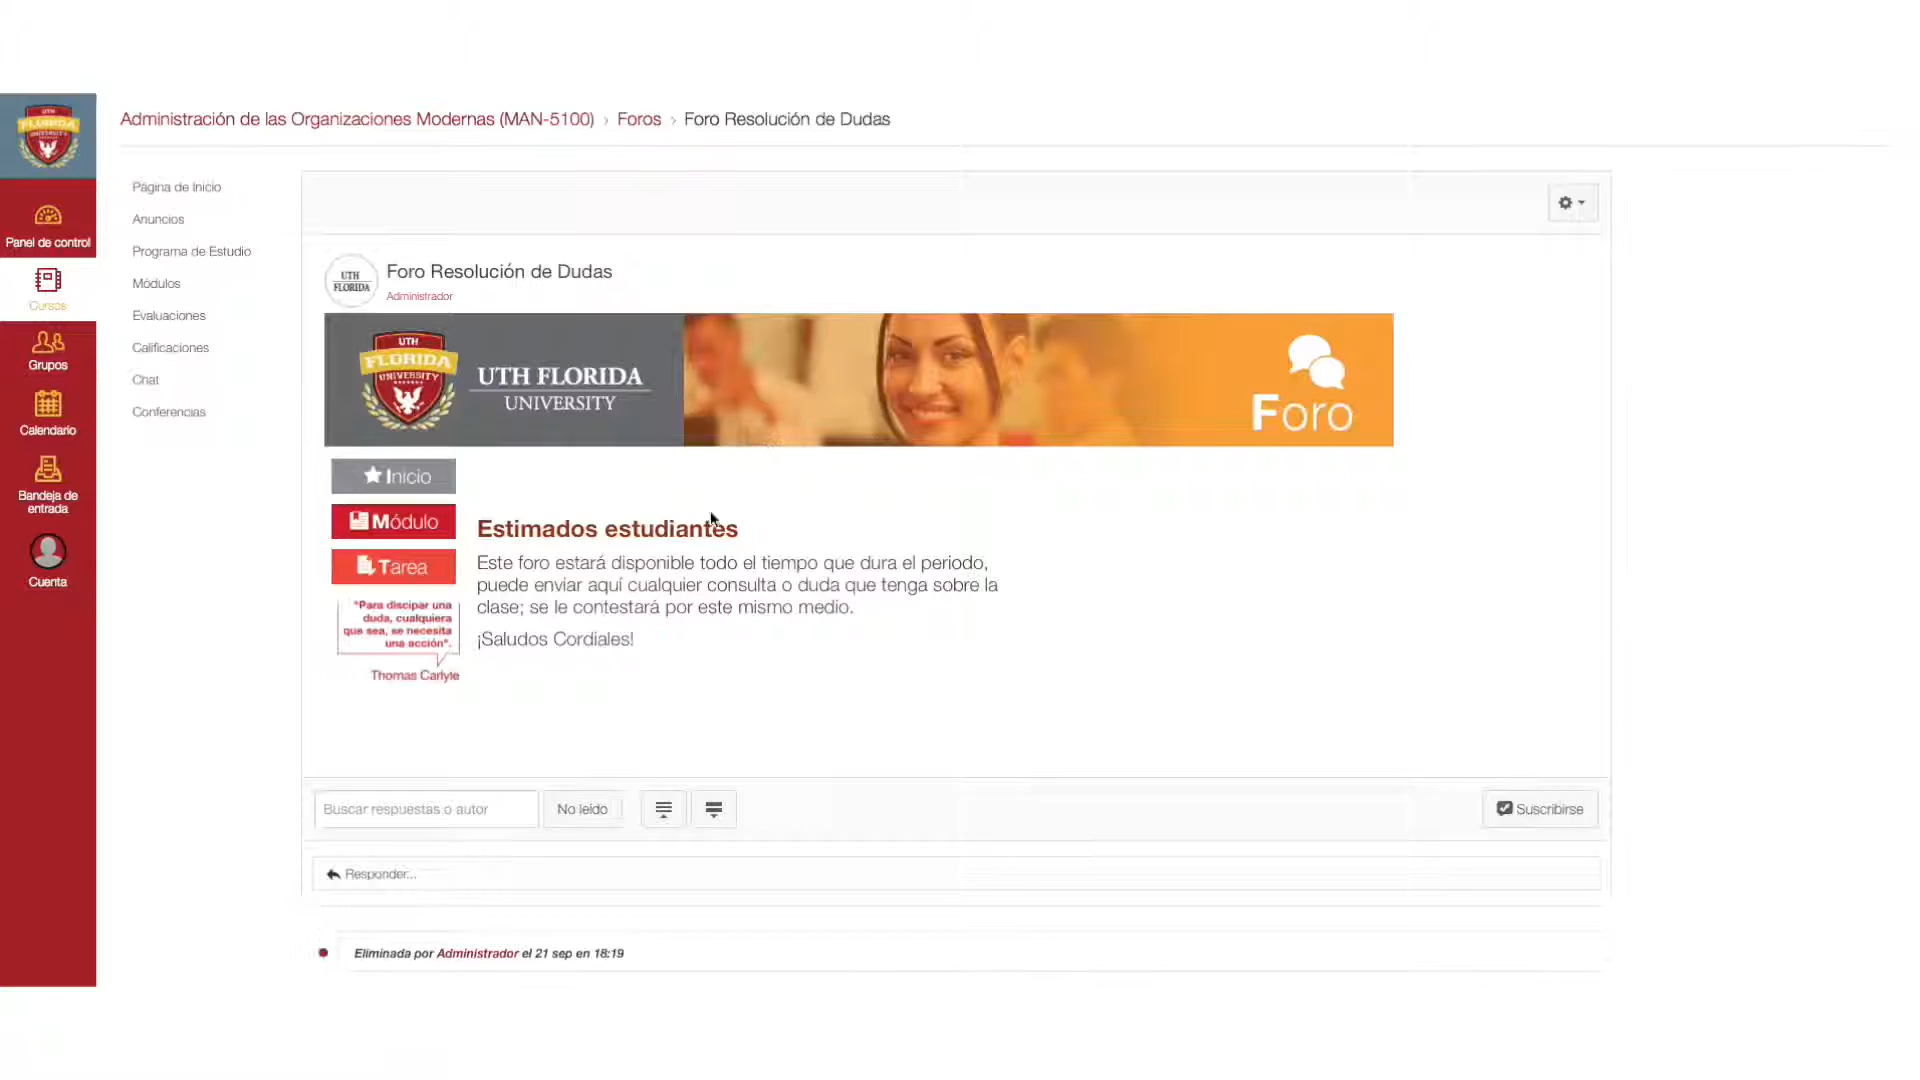 UTH
FLORIDA
UNIVERSITY
Administración de las Organizaciones Modernas (MAN-5100) › Foros › Foro Resolución de Dudas
Panel de control
Cursos
Grupos
Calendario
Bandeja de
entrada
Cuenta
Página de Inicio
Anuncios
Programa de Estudio
Módulos
Evaluaciones
Calificaciones
Chat
Conferencias
UTH
FLORIDA
Foro Resolución de Dudas
Administrador
UTH
FLORIDA
UNIVERSITY
UTH FLORIDA
UNIVERSITY
Foro
Inicio
Módulo
Tarea
"Para discipar una
duda, cualquiera
que sea, se necesita
una acción".
Thomas Carlyle
Estimados estudiantes
Este foro estará disponible todo el tiempo que dura el periodo,
puede enviar aquí cualquier consulta o duda que tenga sobre la
clase; se le contestará por este mismo medio.
¡Saludos Cordiales!
Buscar respuestas o autor
No leído
Suscribirse
Responder...
Eliminada por Administrador el 21 sep en 18:19